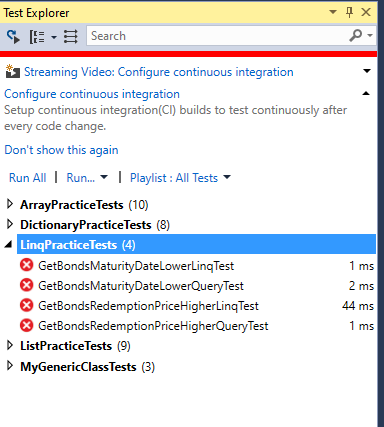 Test Explorer
Search
Streaming Video: Configure continuous integration
Configure continuous integration
Setup continuous integration(CI) builds to test continuously after
every code change.
Don't show this again
Run All | Run... | Playlist : All Tests
ArrayPracticeTests (10)
DictionaryPracticeTests (8)
LinqPracticeTests (4)
GetBondsMaturityDateLowerLinqTest 1 ms
GetBondsMaturityDateLowerQueryTest 2 ms
GetBondsRedemptionPriceHigherLinqTest 44 ms
GetBondsRedemptionPriceHigherQueryTest 3 ms
ListPracticeTests (9)
MyGenericClassTests (3)